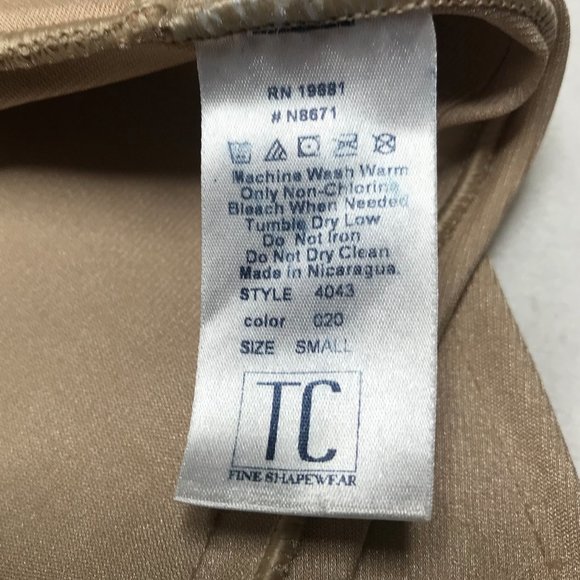 RN 19881
# N8671
Machine Wash Warm
Only Non-Chlorine
Bleach When Needed
Tumble Dry Low
Do Not Iron
Do Not Dry Clean
Made in Nicaragua.
STYLE 4043
color 020
SIZE SMALL
TC
FINE SHAPEWEAR